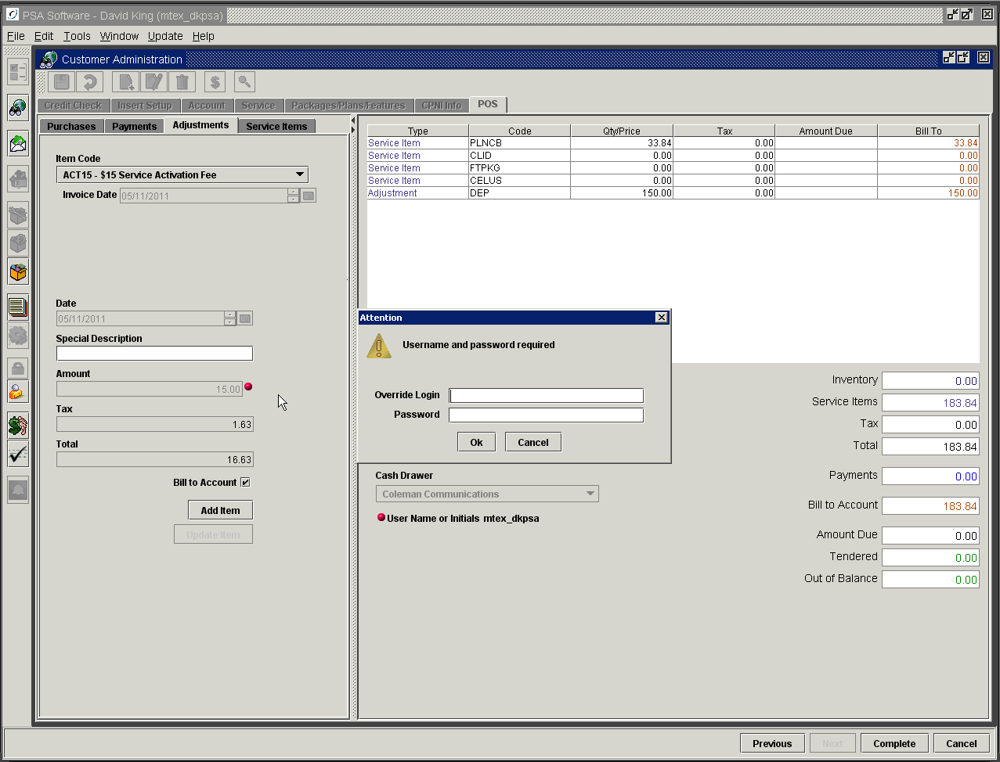 PSA Software - David King (mtex_dkpsa)
File Edit Tools Window Update Help
Customer Administration
Credit Check Insert Setup Account Service Packages/Plans/Features CPNI Info POS
Purchases Payments Adjustments Service Items
Item Code
ACT15 - $15 Service Activation Fee
Invoice Date 05/11/2011
Date
05/11/2011
Special Description
Amount
15.00
Tax
1.63
Total
16.63
Bill to Account
Add Item
Update Item
Type Code Qty/Price Tax Amount Due Bill To
Service Item PLNCB 33.84 0.00 33.84
Service Item CLID 0.00 0.00 0.00
Service Item FTPKG 0.00 0.00 0.00
Service Item CELUS 0.00 0.00 0.00
Adjustment DEP 150.00 0.00 150.00
Attention
Username and password required
Override Login
Password
Ok Cancel
Cash Drawer
Coleman Communications
User Name or Initials mtex_dkpsa
Inventory 0.00
Service Items 183.84
Tax 0.00
Total 183.84
Payments 0.00
Bill to Account 183.84
Amount Due 0.00
Tendered 0.00
Out of Balance 0.00
Previous Next Complete Cancel